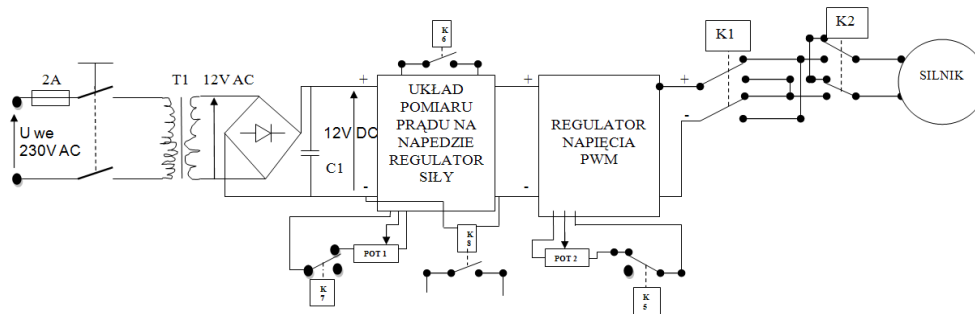 2A
T1
12V AC
U we
230V AC
+
12V DC
C1
-
K
6
UKŁAD
POMIARU
PRĄDU NA
NAPEDZIE
REGULATOR
SIŁY
+
-
REGULATOR
NAPIĘCIA
PWM
+
-
K1
K2
SILNIK
POT 1
K
7
K
8
POT 2
K
5